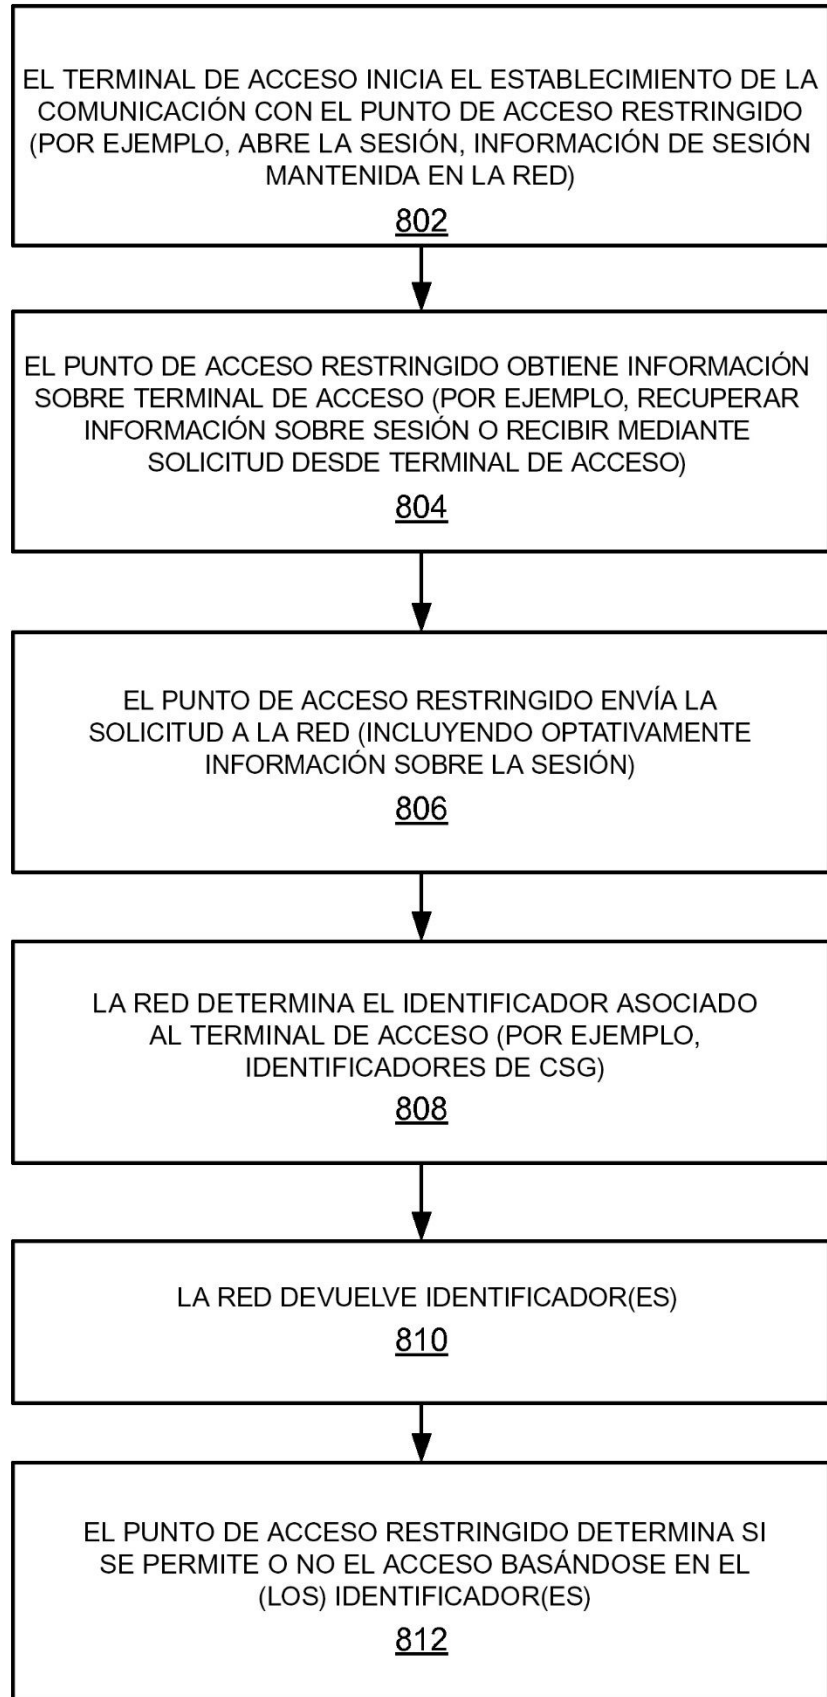 EL TERMINAL DE ACCESO INICIA EL ESTABLECIMIENTO DE LA
COMUNICACIÓN CON EL PUNTO DE ACCESO RESTRINGIDO
(POR EJEMPLO, ABRE LA SESIÓN, INFORMACIÓN DE SESIÓN
MANTENIDA EN LA RED)
802
EL PUNTO DE ACCESO RESTRINGIDO OBTIENE INFORMACIÓN
SOBRE TERMINAL DE ACCESO (POR EJEMPLO, RECUPERAR
INFORMACIÓN SOBRE SESIÓN O RECIBIR MEDIANTE
SOLICITUD DESDE TERMINAL DE ACCESO)
804
EL PUNTO DE ACCESO RESTRINGIDO ENVÍA LA
SOLICITUD A LA RED (INCLUYENDO OPTATIVAMENTE
INFORMACIÓN SOBRE LA SESIÓN)
806
LA RED DETERMINA EL IDENTIFICADOR ASOCIADO
AL TERMINAL DE ACCESO (POR EJEMPLO,
IDENTIFICADORES DE CSG)
808
LA RED DEVUELVE IDENTIFICADOR(ES)
810
EL PUNTO DE ACCESO RESTRINGIDO DETERMINA SI
SE PERMITE O NO EL ACCESO BASÁNDOSE EN EL
(LOS) IDENTIFICADOR(ES)
812